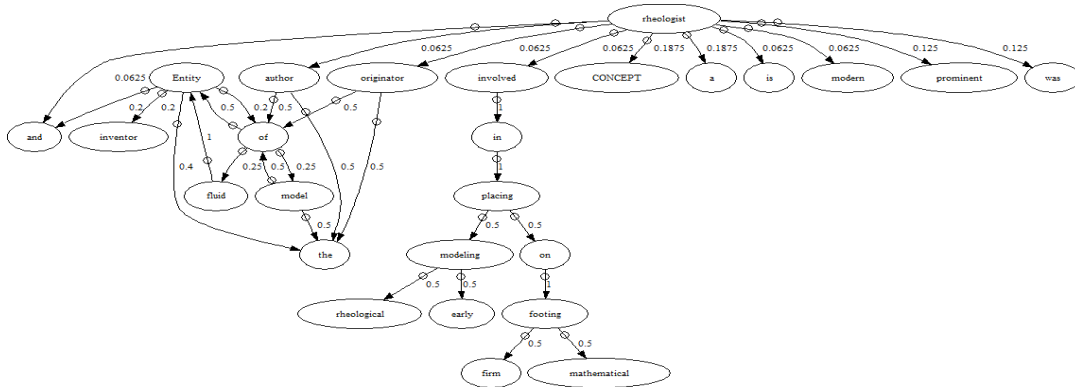 rheologist
0.0625 0.0625 0.0625 0.1875 0.1875 0.0625 0.0625 0.125 0.125
Entity author originator involved CONCEPT a is modern prominent was
0.0625
0.2 0.2 0.5 0.2 0.5 0.5 1
and inventor of in
0.4 1 0.25 0.5 0.25 0.5 0.5 1
fluid model placing
0.5 0.5 0.5
the modeling on
0.5 0.5 1
rheological early footing
0.5 0.5
firm mathematical